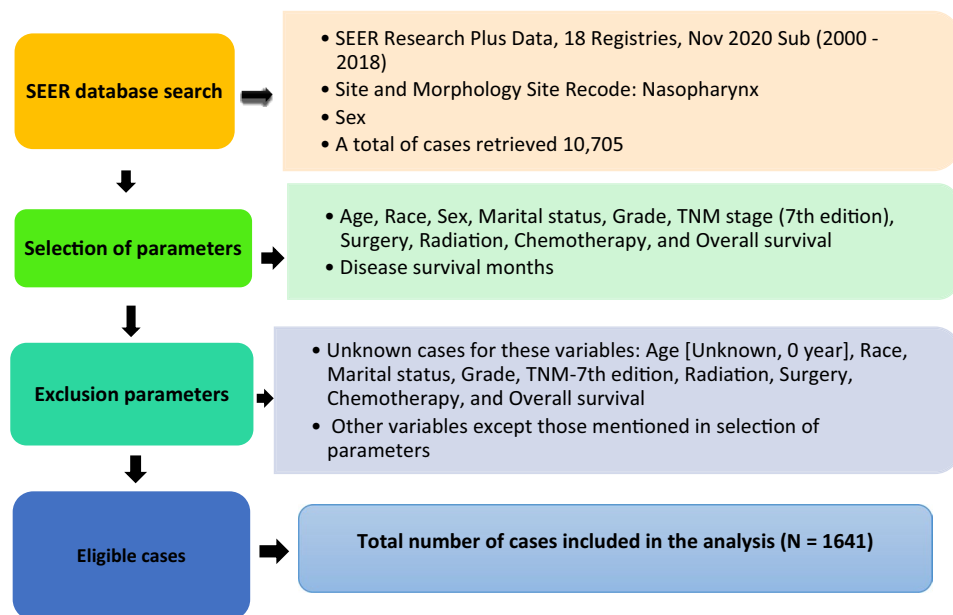 SEER database search
• SEER Research Plus Data, 18 Registries, Nov 2020 Sub (2000 -
2018)
• Site and Morphology Site Recode: Nasopharynx
• Sex
• A total of cases retrieved 10,705
Selection of parameters
• Age, Race, Sex, Marital status, Grade, TNM stage (7th edition),
Surgery, Radiation, Chemotherapy, and Overall survival
• Disease survival months
Exclusion parameters
• Unknown cases for these variables: Age [Unknown, 0 year], Race,
Marital status, Grade, TNM-7th edition, Radiation, Surgery,
Chemotherapy, and Overall survival
• Other variables except those mentioned in selection of
parameters
Eligible cases
Total number of cases included in the analysis (N = 1641)